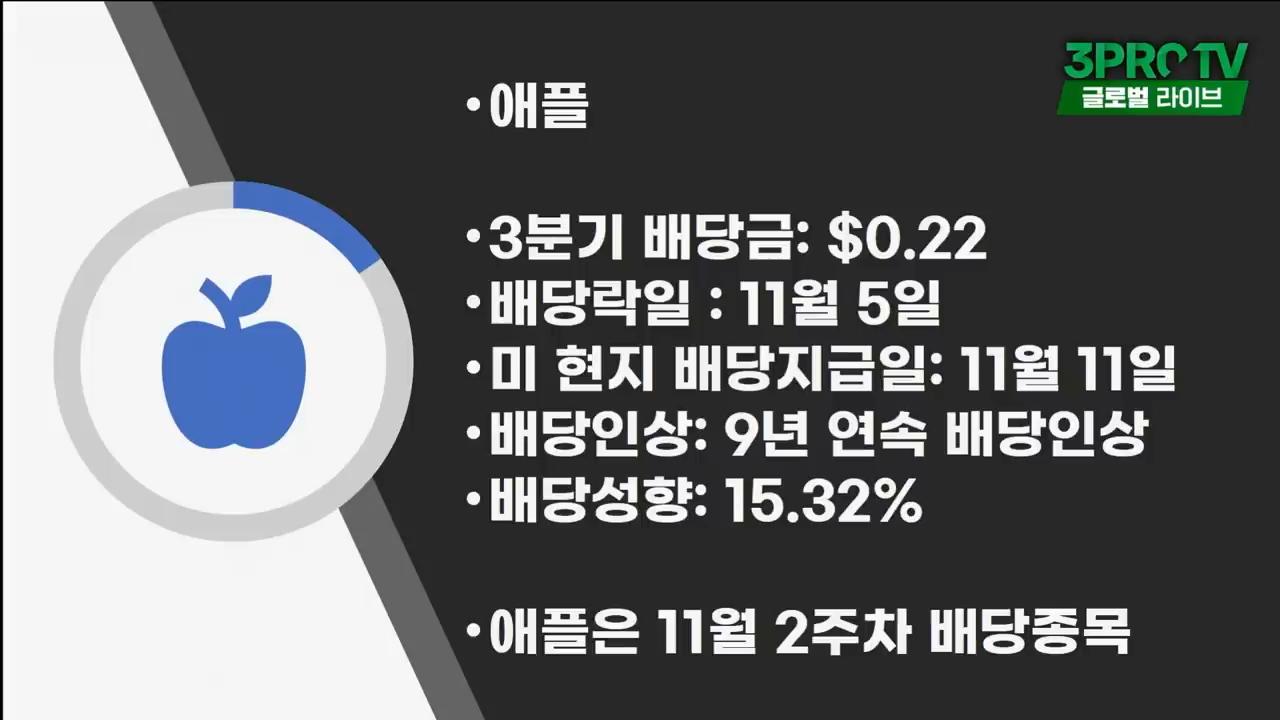 3PRO TV
글로벌 라이브
•애플
•3분기 배당금: $0.22
•배당락일 : 11월 5일
•미 현지 배당지급일: 11월 11일
•배당인상: 9년 연속 배당인상
•배당성향: 15.32%
•애플은 11월 2주차 배당종목